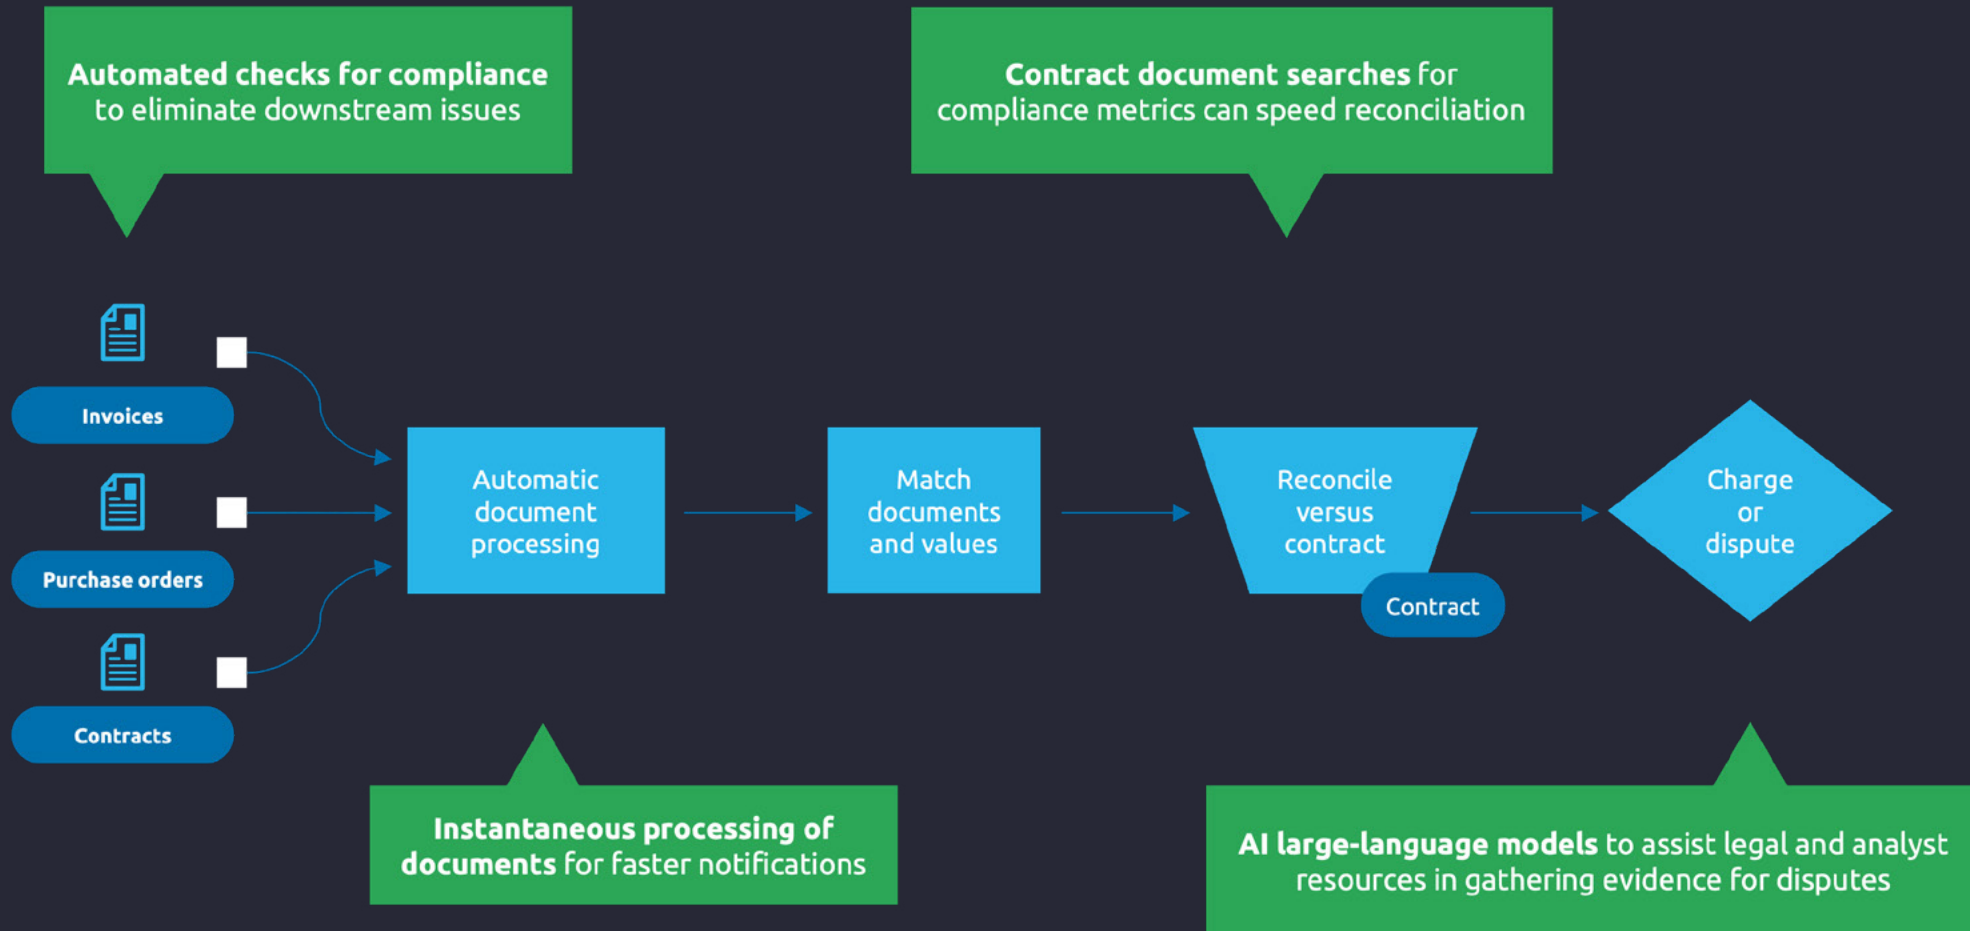 Automated checks for compliance
to eliminate downstream issues
Contract document searches for
compliance metrics can speed reconciliation
Invoices
Purchase orders
Contracts
Automatic
document
processing
Match
documents
and values
Reconcile
versus
contract
Contract
Charge
or
dispute
Instantaneous processing of
documents for faster notifications
AI large-language models to assist legal and analyst
resources in gathering evidence for disputes